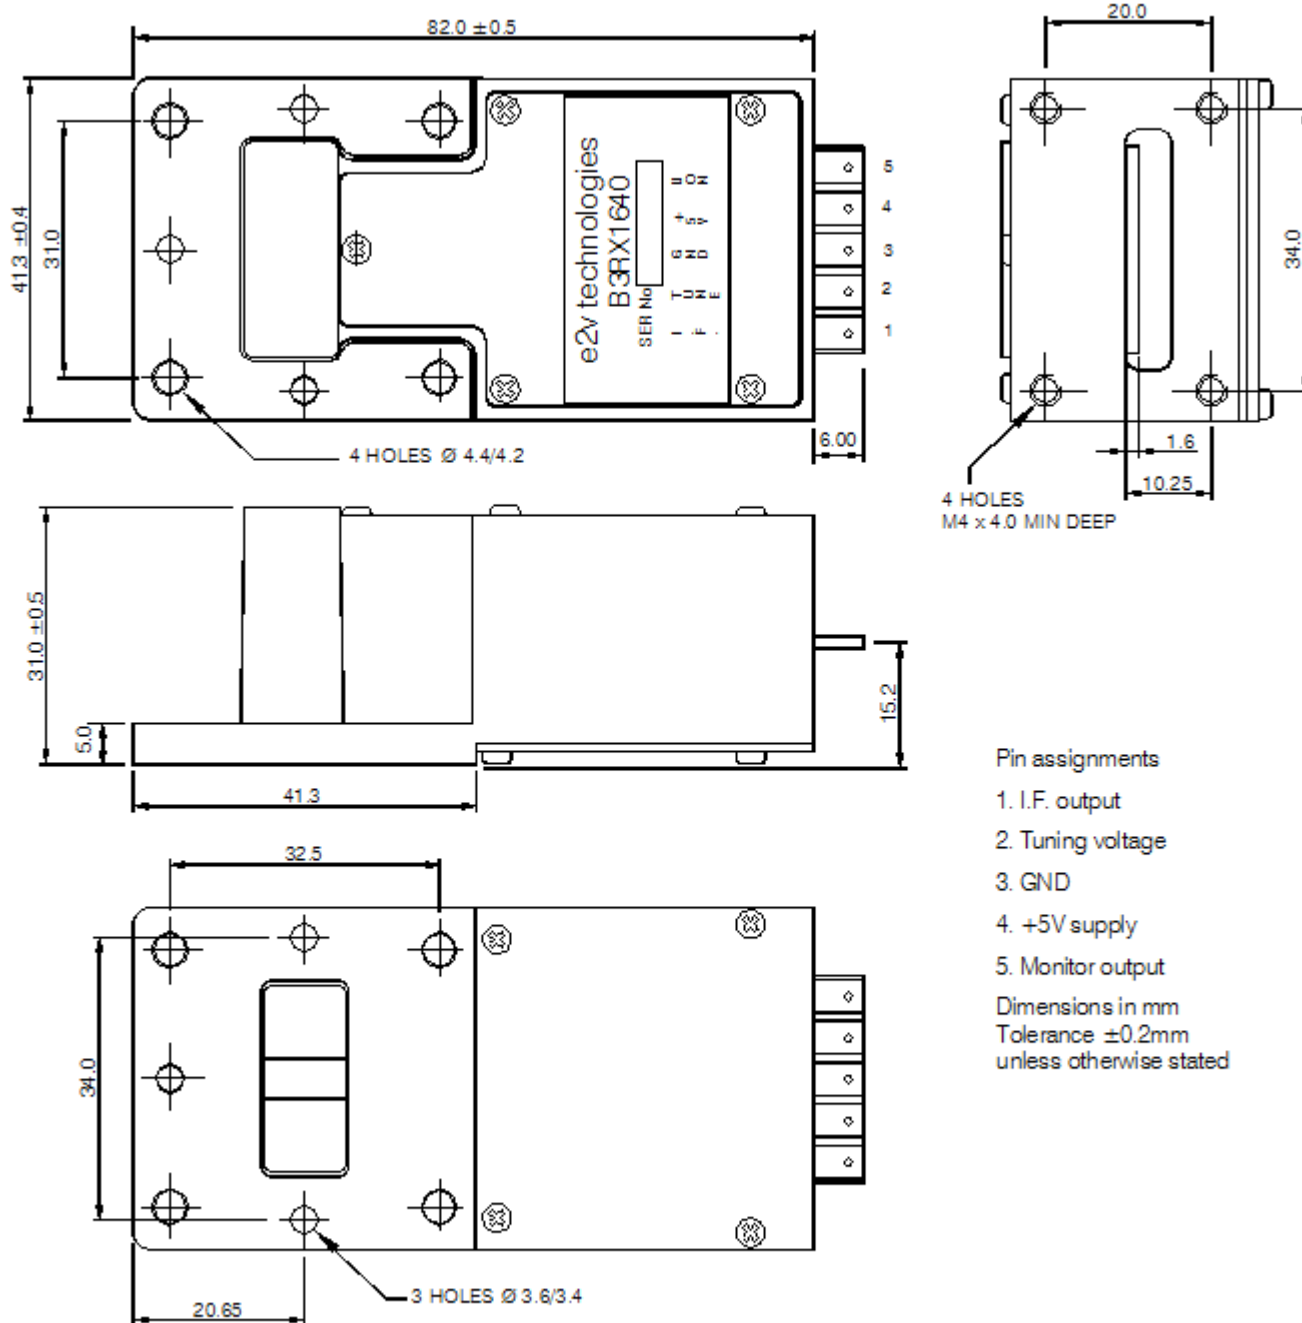 82.0 ±0.5
20.0
41.3 ±0.4
31.0
e2v technologies
B3RX1640
SER No
I.F.
TUNE
GND
+5V
MON
5
4
3
2
1
34.0
4 HOLES Ø 4.4/4.2
6.00
1.6
10.25
4 HOLES
M4 x 4.0 MIN DEEP
31.0 ±0.5
5.0
15.2
41.3
Pin assignments
1. I.F. output
2. Tuning voltage
3. GND
4. +5V supply
5. Monitor output
Dimensions in mm
Tolerance ±0.2mm
unless otherwise stated
32.5
34.0
3 HOLES Ø 3.6/3.4
20.65